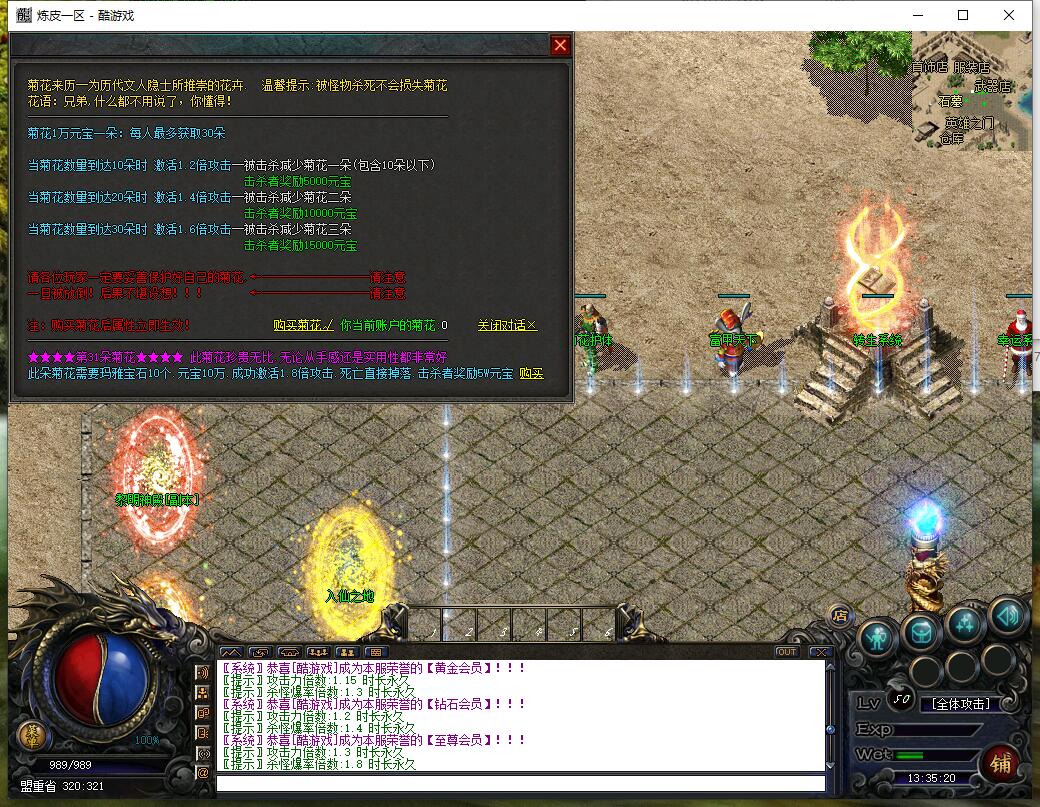 炼皮一区 - 酷游戏
菊花来历—为历代文人隐士所推崇的花卉. 温馨提示:被怪物杀死不会损失菊花
花语: 兄弟,什么都不用说了，你懂得!
菊花1万元宝一朵: 每人最多获取30朵
当菊花数量到达10朵时 激活1.2倍攻击—被击杀减少菊花一朵(包含10朵以下)
击杀者奖励5000元宝
当菊花数量到达20朵时 激活1.4倍攻击—被击杀减少菊花二朵
击杀者奖励10000元宝
当菊花数量到达30朵时 激活1.6倍攻击—被击杀减少菊花三朵
击杀者奖励15000元宝
请各位玩家一定要妥善保护好自己的菊花. ←请注意
一旦被放倒! 后果不堪设想! ! ! ←请注意
注: 购买菊花后属性立即生效!
购买菊花√ 你当前账户的菊花 0 关闭对话×
★★★★第31朵菊花★★★★ 此菊花珍贵无比.无论从手感还是实用性都非常好
此朵菊花需要玛雅宝石10个.元宝10万.成功激活1.8倍攻击.死亡直接掉落.击杀者奖励5W元宝 购买
首饰店 服装店
武器店
石墓
英雄之门
仓库
花护体
富甲天下
转生系统
幸运系
黎明神殿[副本]
入仙之地
1 2 3 4 5 6
店
OUT
〖系统〗恭喜[酷游戏]成为本服荣誉的【黄金会员】! ! !
〖提示〗攻击力倍数:1.15 时长永久
〖提示〗杀怪爆率倍数:1.3 时长永久
〖系统〗恭喜[酷游戏]成为本服荣誉的【钻石会员】! ! !
〖提示〗攻击力倍数:1.2 时长永久
〖提示〗杀怪爆率倍数:1.4 时长永久
〖系统〗恭喜[酷游戏]成为本服荣誉的【至尊会员】! ! !
〖提示〗攻击力倍数:1.3 时长永久
〖提示〗杀怪爆率倍数:1.8 时长永久
100%
989/989
盟重省 320:321
Lv 50 [全体攻击]
Exp
Wet
铺
13:35:20